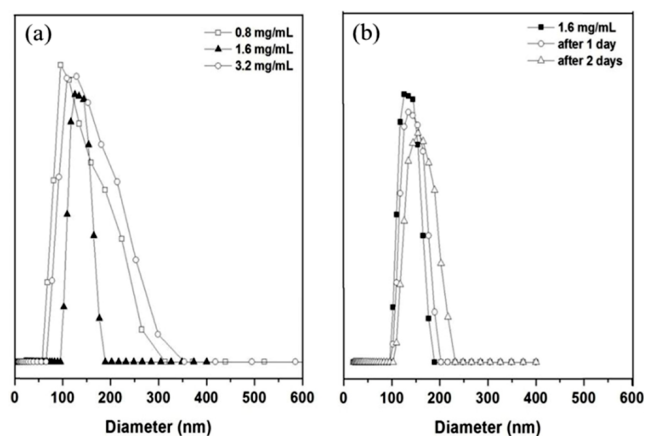 (a)
0.8 mg/mL
1.6 mg/mL
3.2 mg/mL
0 100 200 300 400 500 600
Diameter (nm)
(b)
1.6 mg/mL
after 1 day
after 2 days
0 100 200 300 400 500 600
Diameter (nm)